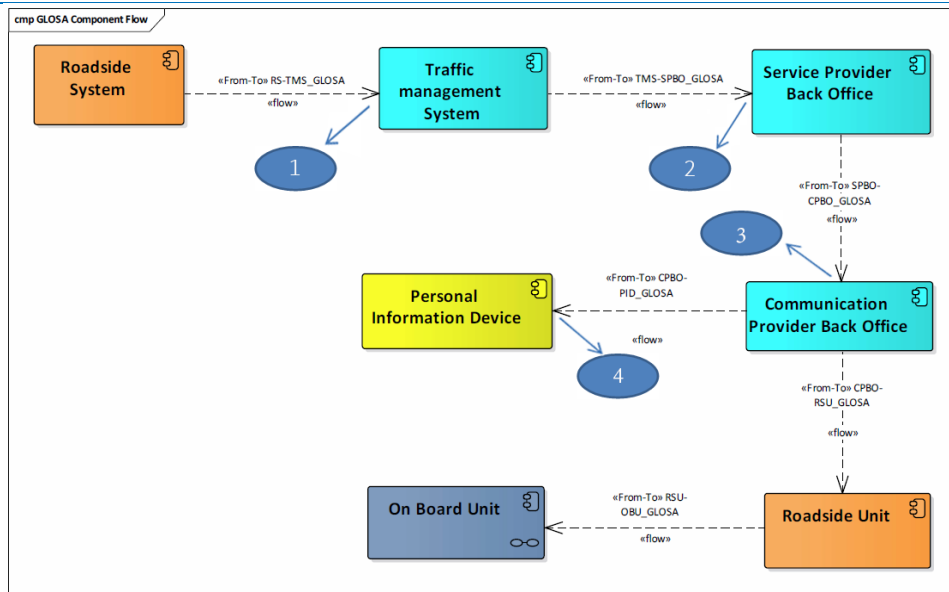 cmp GLOSA Component Flow
Roadside
System
«From-To» RS-TMS_GLOSA
«flow»
Traffic
management
System
«From-To» TMS-SPBO_GLOSA
«flow»
Service Provider
Back Office
1
2
«From-To» SPBO-
CPBO_GLOSA
«flow»
3
Personal
Information Device
«From-To» CPBO-
PID_GLOSA
«flow»
Communication
Provider Back Office
4
«From-To» CPBO-
RSU_GLOSA
«flow»
On Board Unit
«From-To» RSU-
OBU_GLOSA
«flow»
Roadside Unit